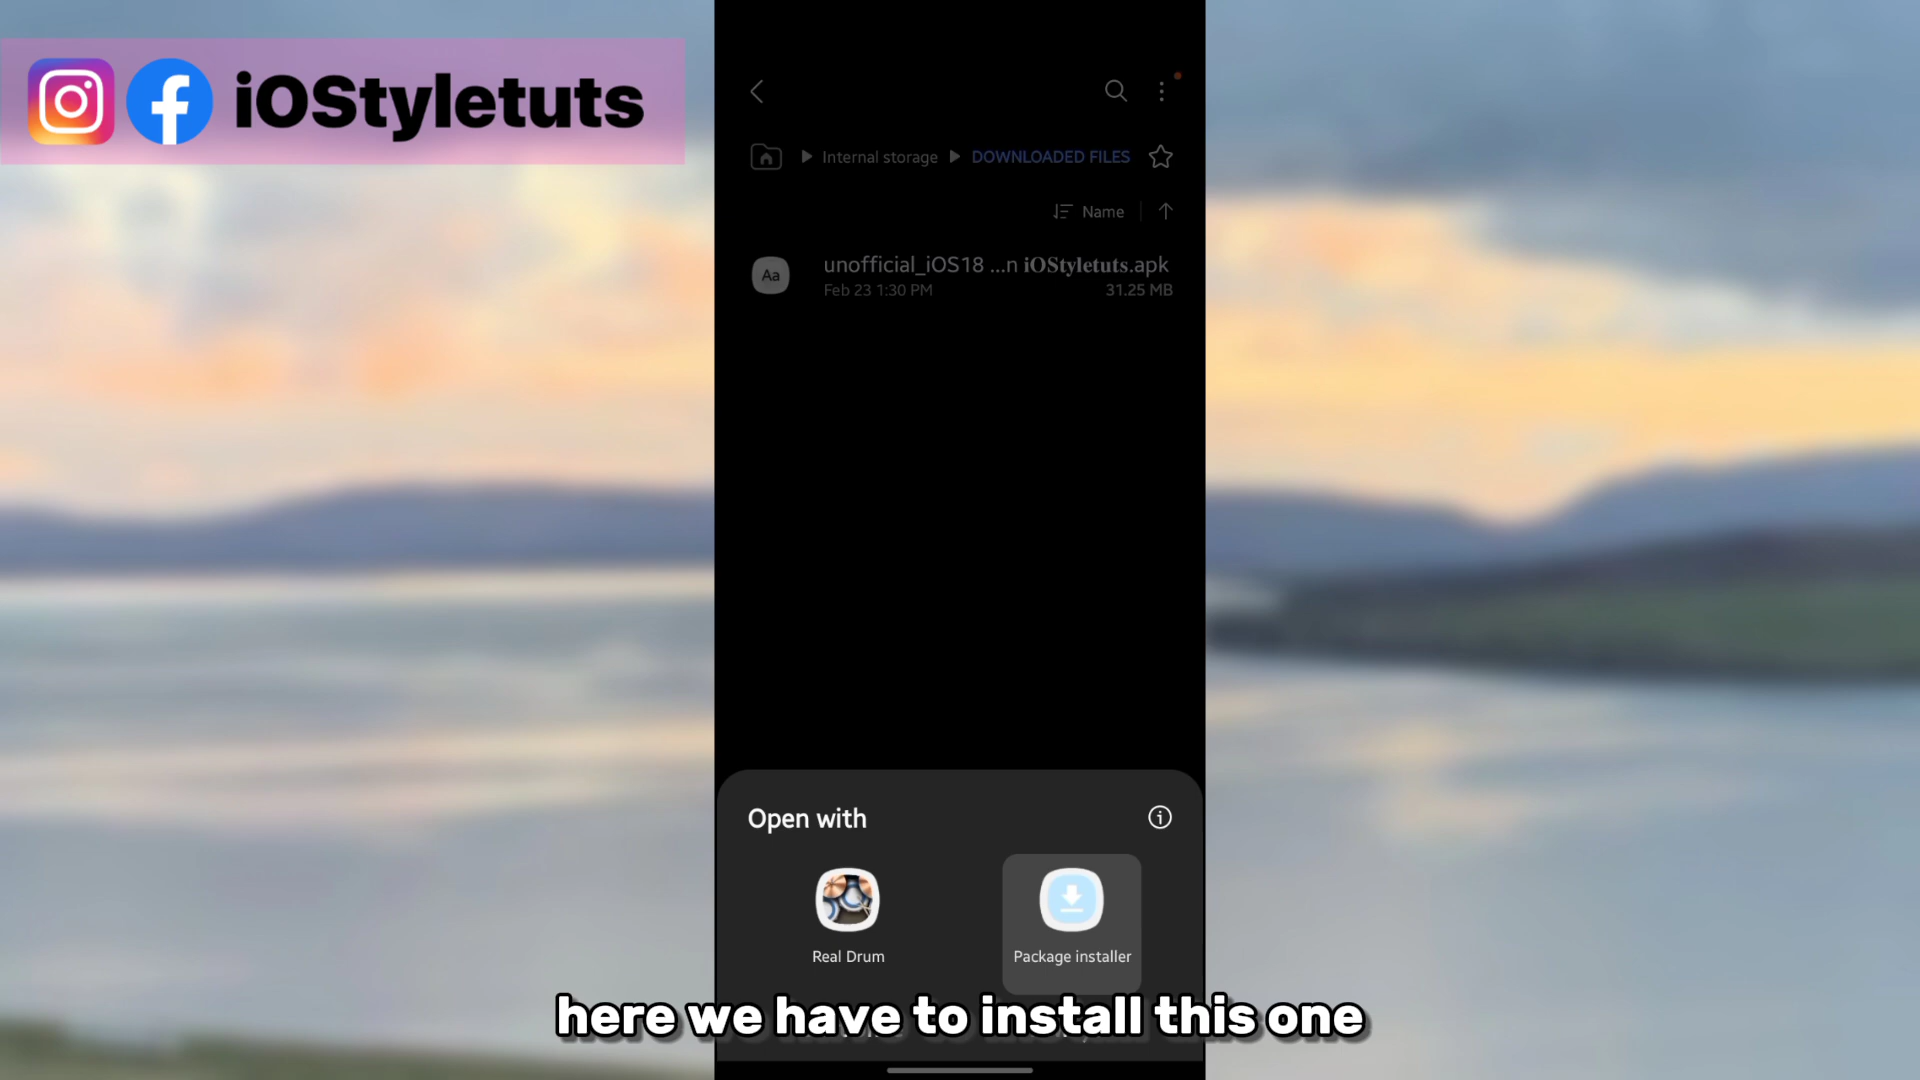 iOStyletuts
Internal storage DOWNLOADED FILES
Name
Aa
unofficial_iOS18 ...n iOStyletuts.apk
Feb 23 1:30 PM 31.25 MB
Open with
Real Drum Package installer
here we have to install this one